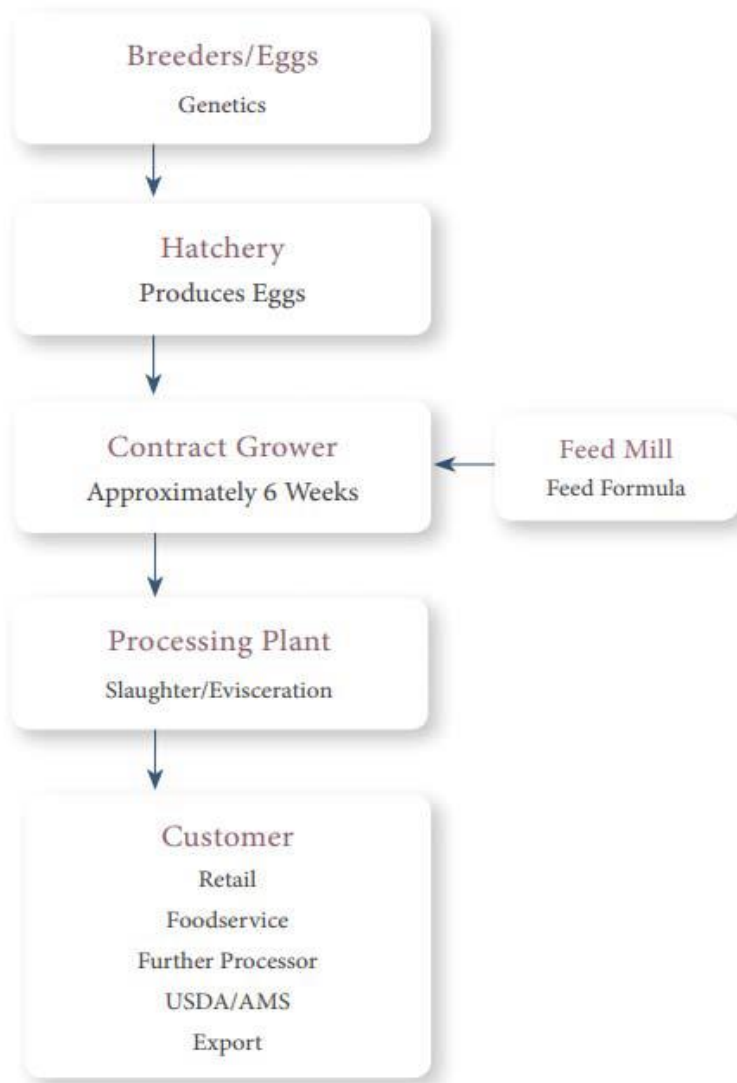 Breeders/Eggs
Genetics
Hatchery
Produces Eggs
Contract Grower
Approximately 6 Weeks
Feed Mill
Feed Formula
Processing Plant
Slaughter/Evisceration
Customer
Retail
Foodservice
Further Processor
USDA/AMS
Export